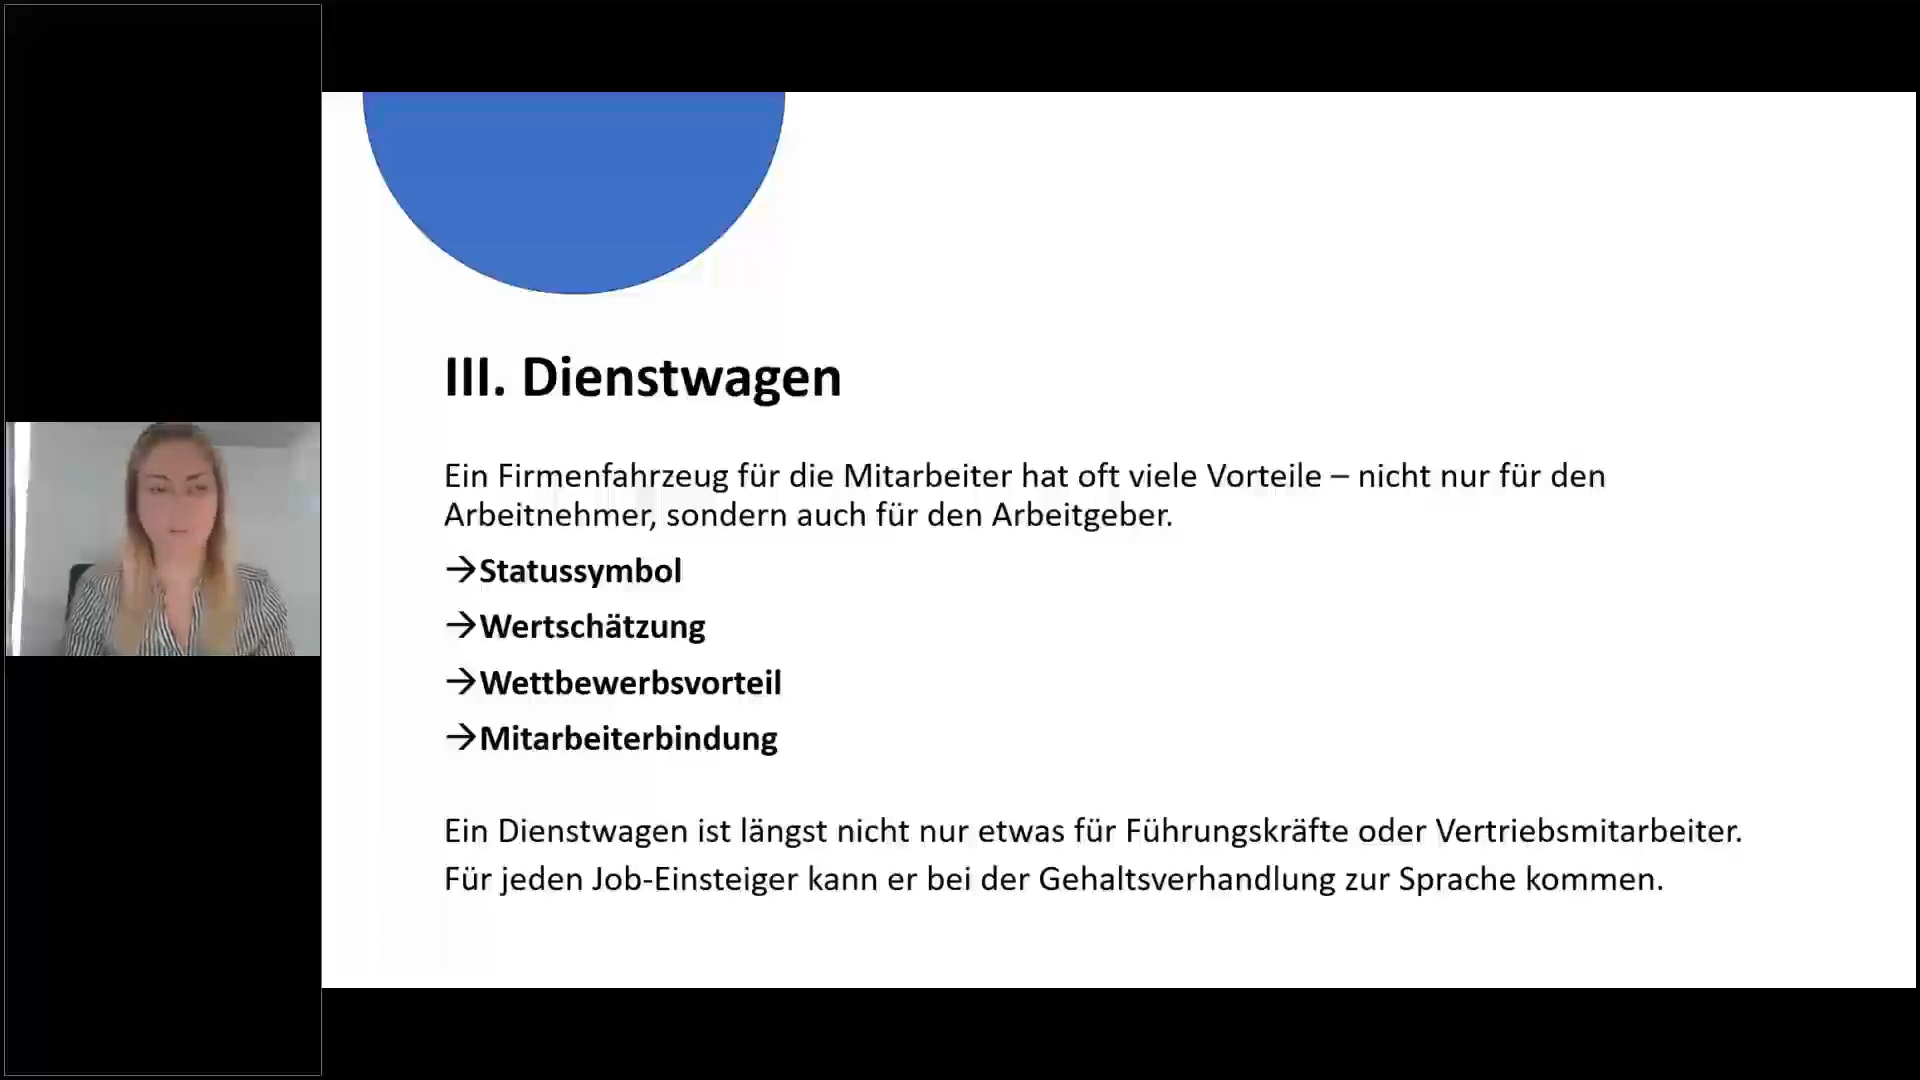 III. Dienstwagen
Ein Firmenfahrzeug für die Mitarbeiter hat oft viele Vorteile – nicht nur für den
Arbeitnehmer, sondern auch für den Arbeitgeber.
→Statussymbol
→Wertschätzung
→Wettbewerbsvorteil
→Mitarbeiterbindung
Ein Dienstwagen ist längst nicht nur etwas für Führungskräfte oder Vertriebsmitarbeiter.
Für jeden Job-Einsteiger kann er bei der Gehaltsverhandlung zur Sprache kommen.